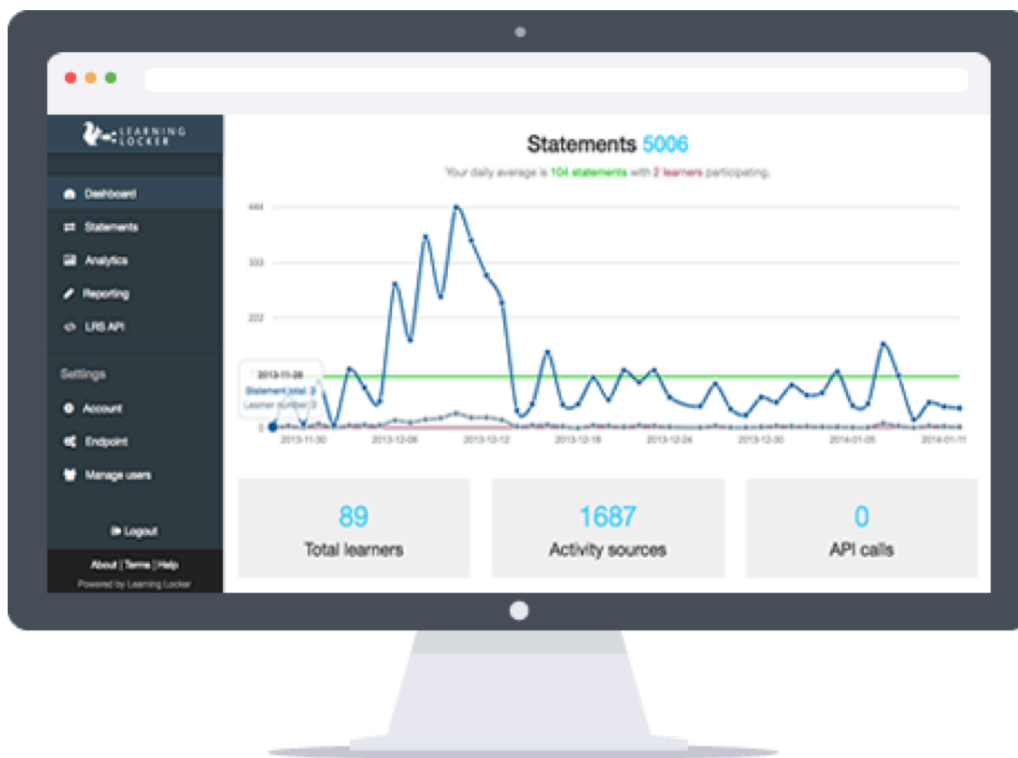 LEARNING
LOCKER
Dashboard
Statements
Analytics
Reporting
LRS API
Settings
Account
Endpoint
Manage users
Logout
About | Terms | Help
Powered by Learning Locker
Statements 5006
Your daily average is 104 statements with 2 learners participating.
444
333
222
2013-11-28
Statement total: 3
Learner number: 2
0
2013-11-30
2013-12-06
2013-12-12
2013-12-18
2013-12-24
2013-12-30
2014-01-05
2014-01-11
89
Total learners
1687
Activity sources
0
API calls